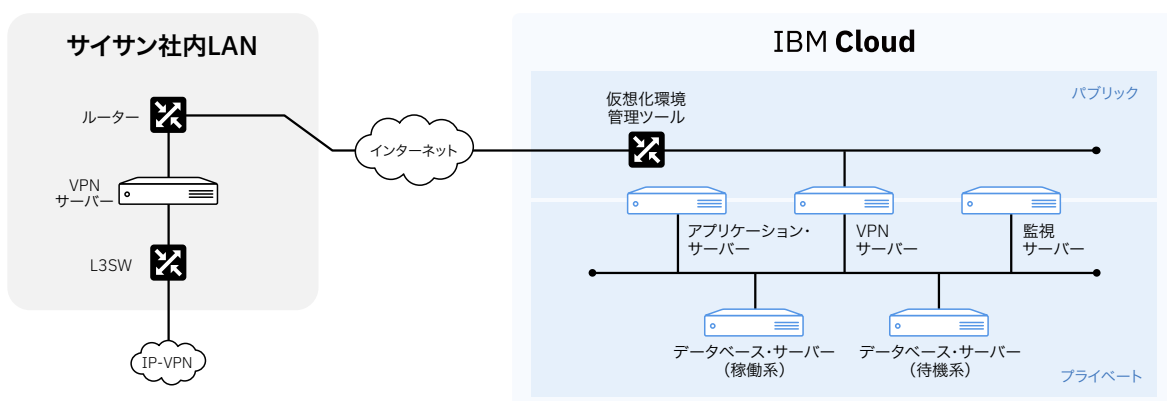 サイサン社内LAN
ルーター
VPN
サーバー
L3SW
IP-VPN
インターネット
IBM Cloud
パブリック
仮想化環境
管理ツール
アプリケーション・
サーバー
VPN
サーバー
監視
サーバー
データベース・サーバー
（稼働系）
データベース・サーバー
（待機系）
プライベート